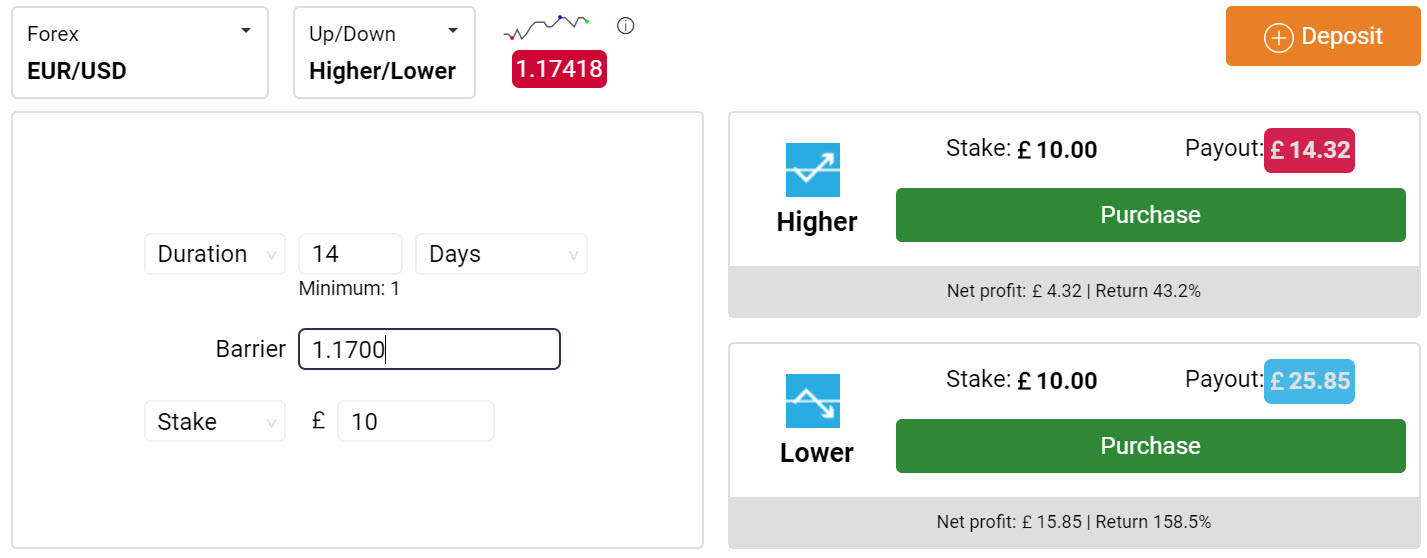 Forex
EUR/USD
Up/Down
Higher/Lower
1.17418
Deposit
Duration
14
Days
Minimum: 1
Barrier
1.1700
Stake
£
10
Higher
Stake: £ 10.00
Payout: £ 14.32
Purchase
Net profit: £ 4.32 | Return 43.2%
Lower
Stake: £ 10.00
Payout: £ 25.85
Purchase
Net profit: £ 15.85 | Return 158.5%